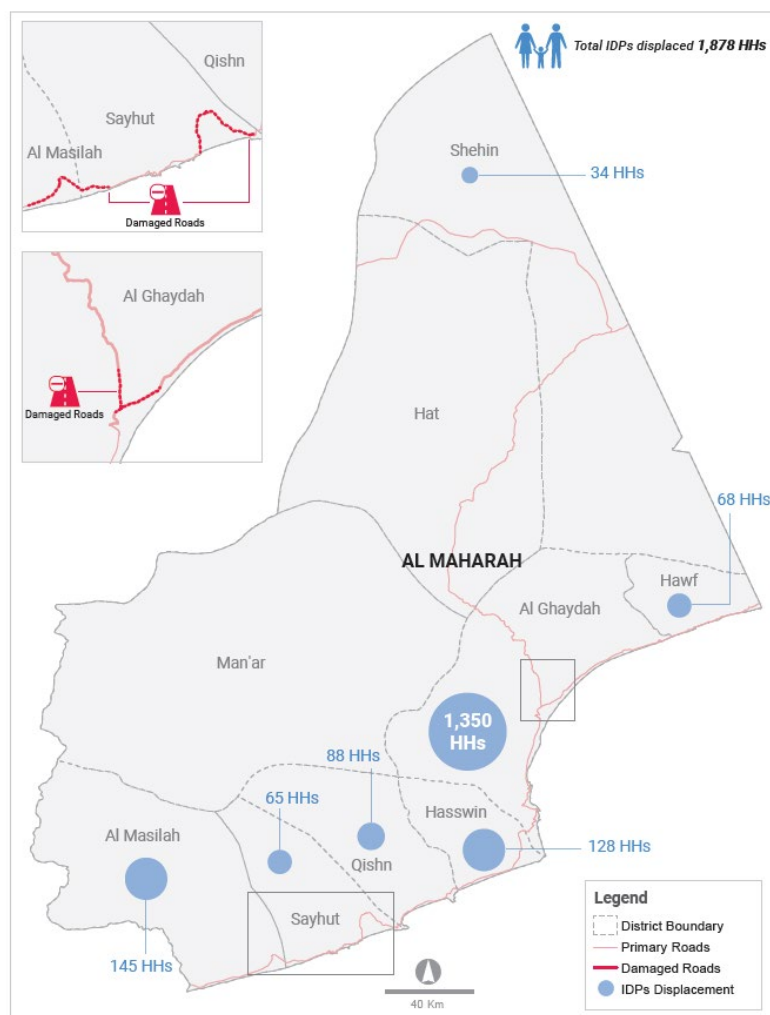 Total IDPs displaced 1,878 HHs
Qishn
Sayhut
Al Masilah
Damaged Roads
Al Ghaydah
Damaged Roads
Shehin
34 HHs
Hat
68 HHs
AL MAHARAH
Hawf
Al Ghaydah
Man'ar
1,350
HHs
88 HHs
65 HHs
Hasswin
Al Masilah
128 HHs
Qishn
Sayhut
145 HHs
40 Km
Legend
District Boundary
Primary Roads
Damaged Roads
IDPs Displacement